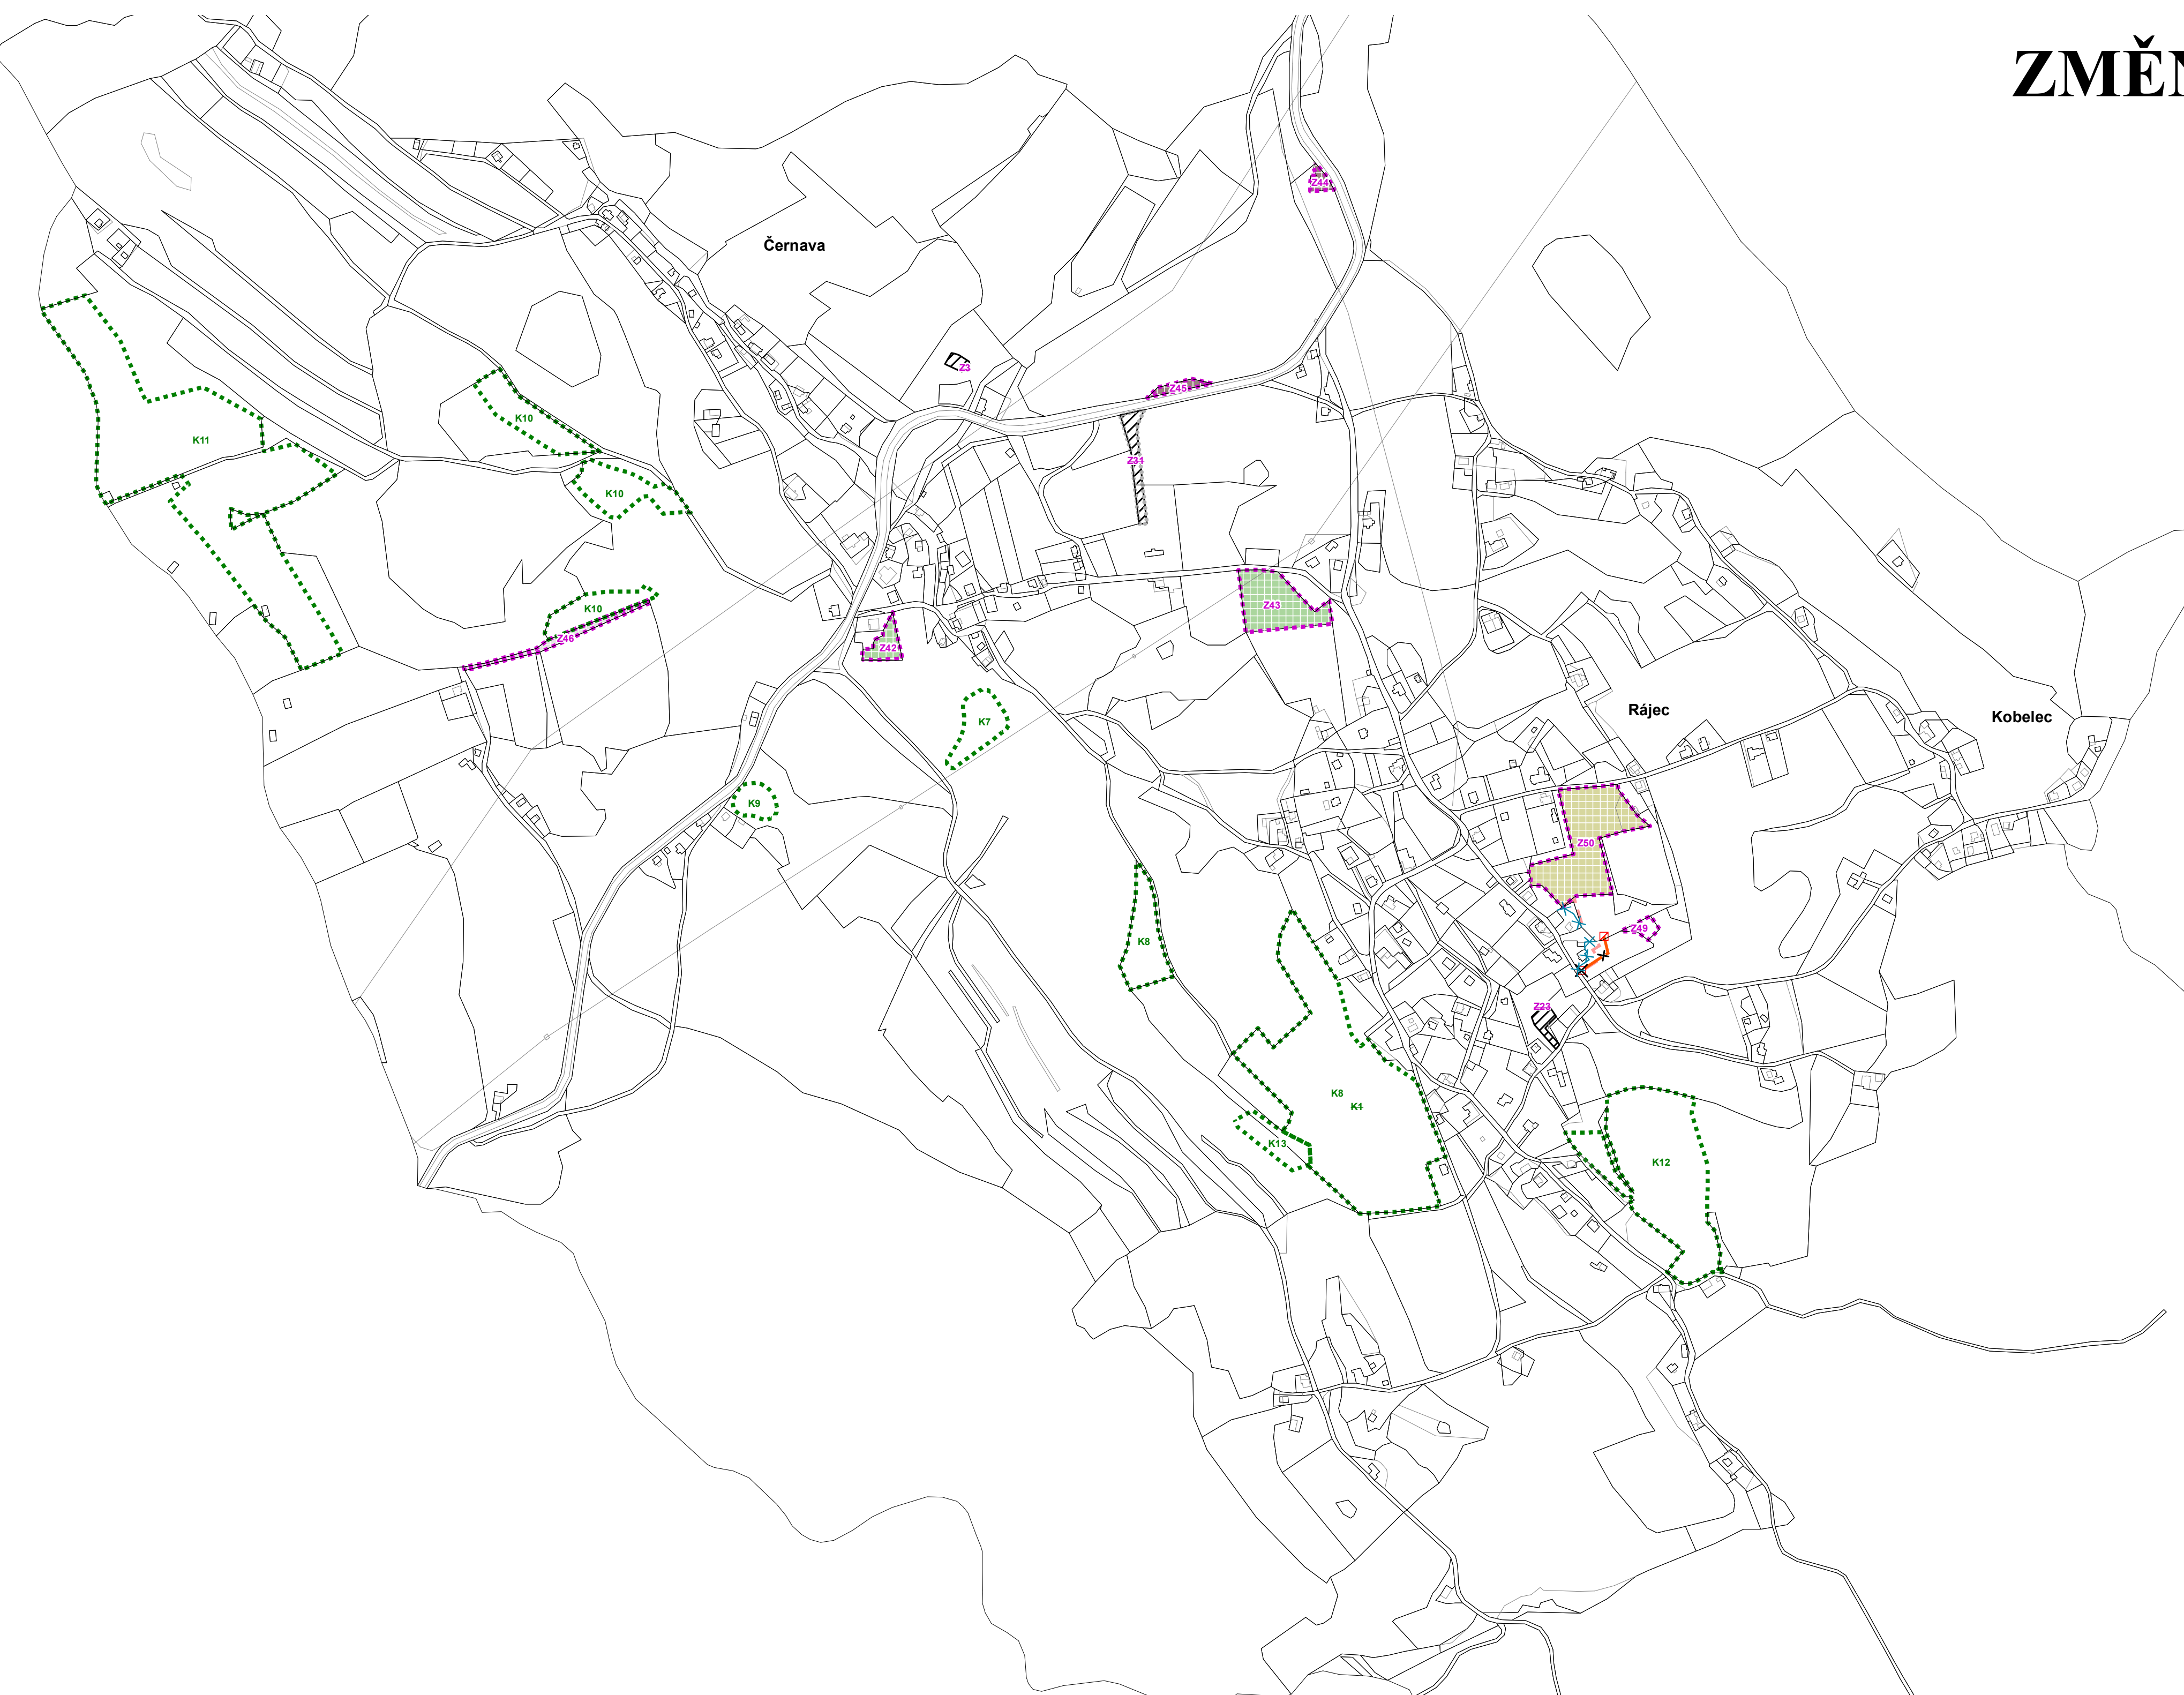 ZMĚN
Z44
Černava
Z3
Z45
K10
K11
Z31
K10
Z43
K10
Z46
Z42
Rájec
Kobelec
K7
K9
Z50
Z49
K8
Z23
K8
K1
K13
K12